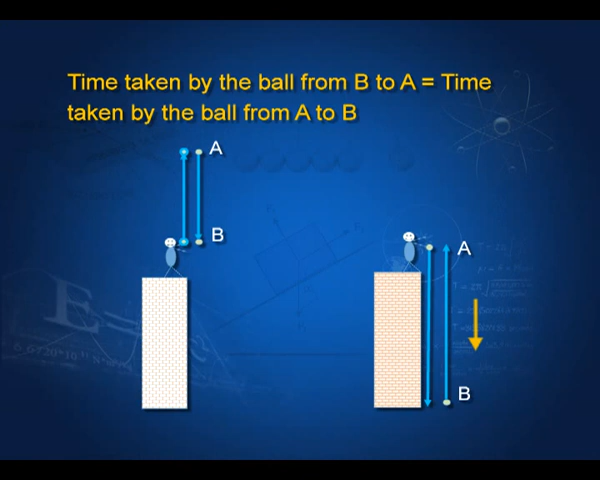 Time taken by the ball from B to A = Time
taken by the ball from A to B
A
B
A
B